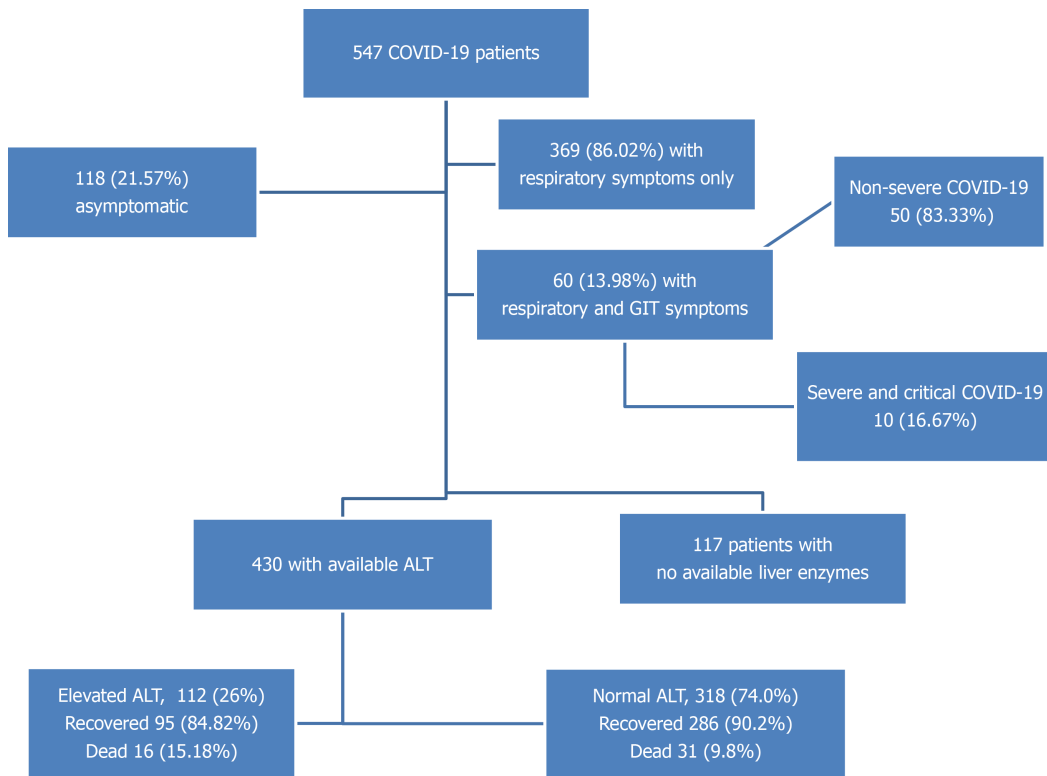 547 COVID-19 patients
369 (86.02%) with
respiratory symptoms only
118 (21.57%)
asymptomatic
Non-severe COVID-19
50 (83.33%)
60 (13.98%) with
respiratory and GIT symptoms
Severe and critical COVID-19
10 (16.67%)
430 with available ALT
117 patients with
no available liver enzymes
Elevated ALT,  112 (26%)
Recovered 95 (84.82%)
Dead 16 (15.18%)
Normal ALT, 318 (74.0%)
Recovered 286 (90.2%)
Dead 31 (9.8%)